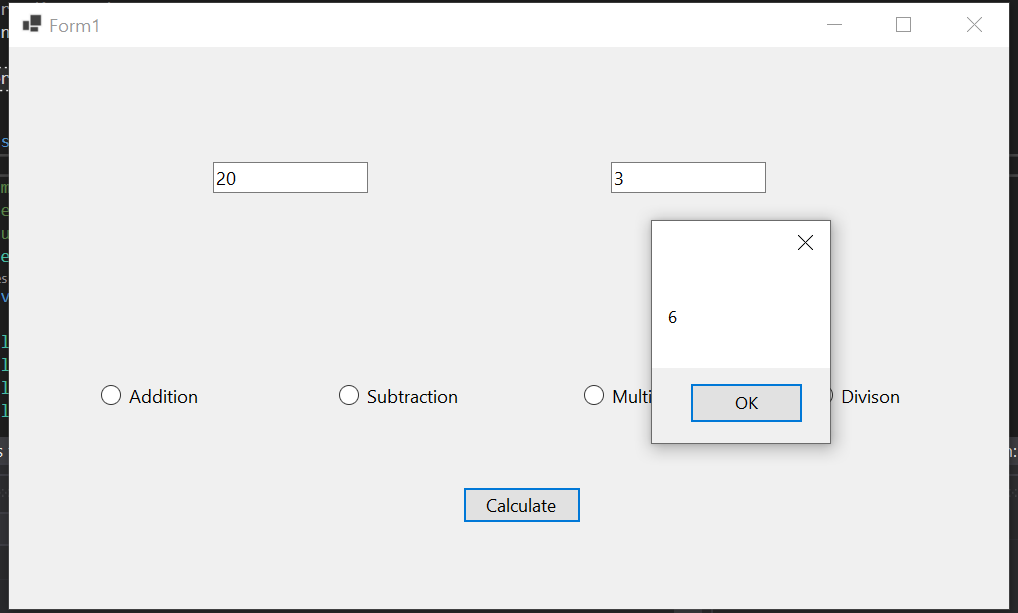 Form1
20
3
6
Addition
Subtraction
Multi
Divison
OK
Calculate